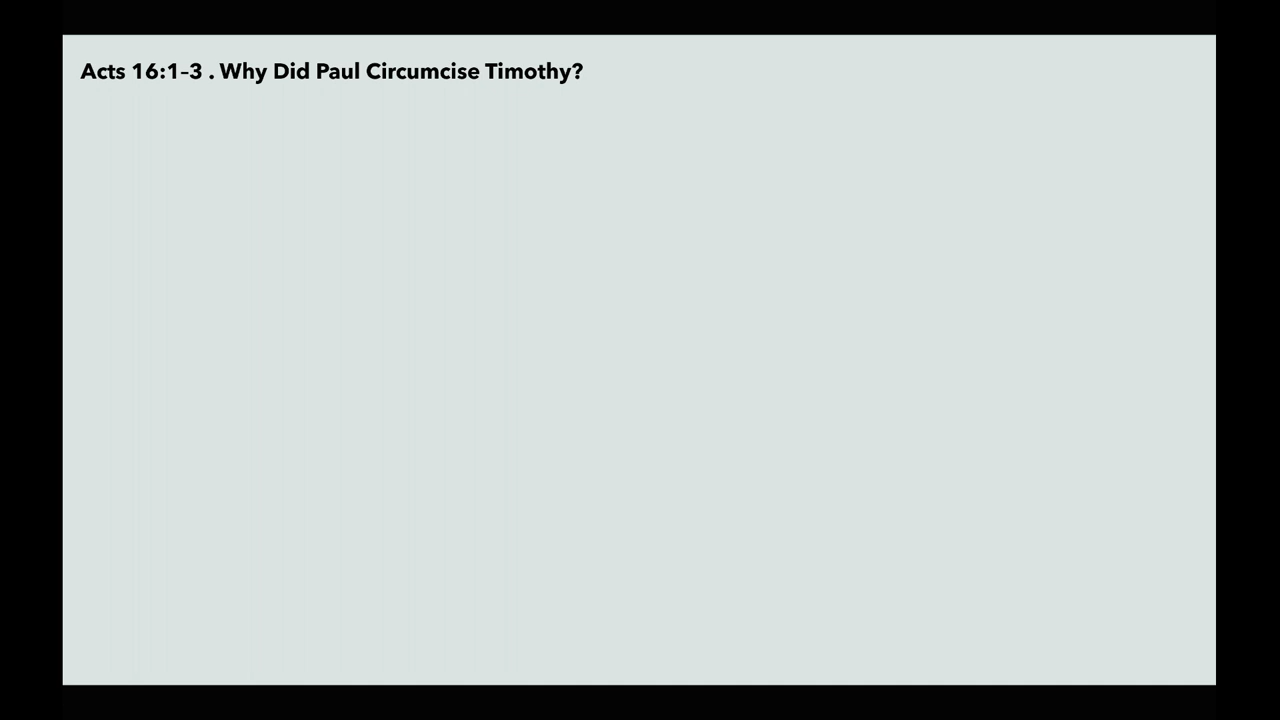 Acts 16:1–3 . Why Did Paul Circumcise Timothy?